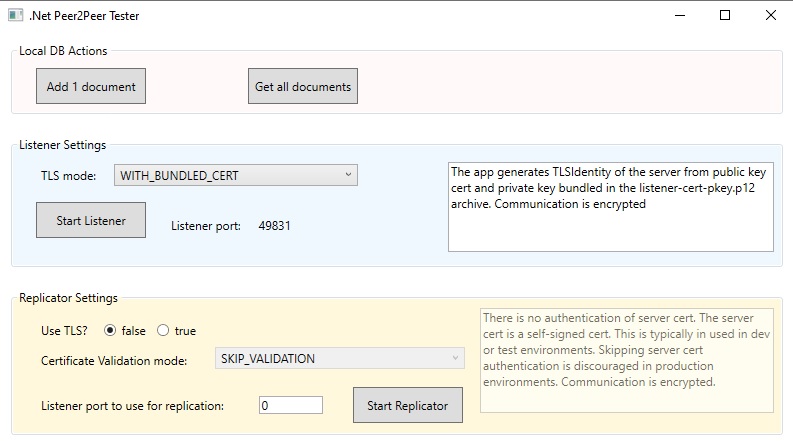 .Net Peer2Peer Tester
Local DB Actions
Add 1 document
Get all documents
Listener Settings
TLS mode:
WITH_BUNDLED_CERT
The app generates TLSIdentity of the server from public key
cert and private key bundled in the listener-cert-pkey.p12
archive. Communication is encrypted
Start Listener
Listener port:
49831
Replicator Settings
Use TLS?
false
true
There is no authentication of server cert. The server
cert is a self-signed cert. This is typically in used in dev
or test environments. Skipping server cert
authentication is discouraged in production
environments. Communication is encrypted.
Certificate Validation mode:
SKIP_VALIDATION
Listener port to use for replication:
0
Start Replicator